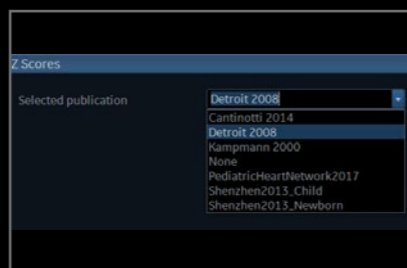 Z Scores
Selected publication Detroit 2008
Cantinotti 2014
Detroit 2008
Kampmann 2000
None
PediatricHeartNetwork2017
Shenzhen2013_Child
Shenzhen2013_Newborn